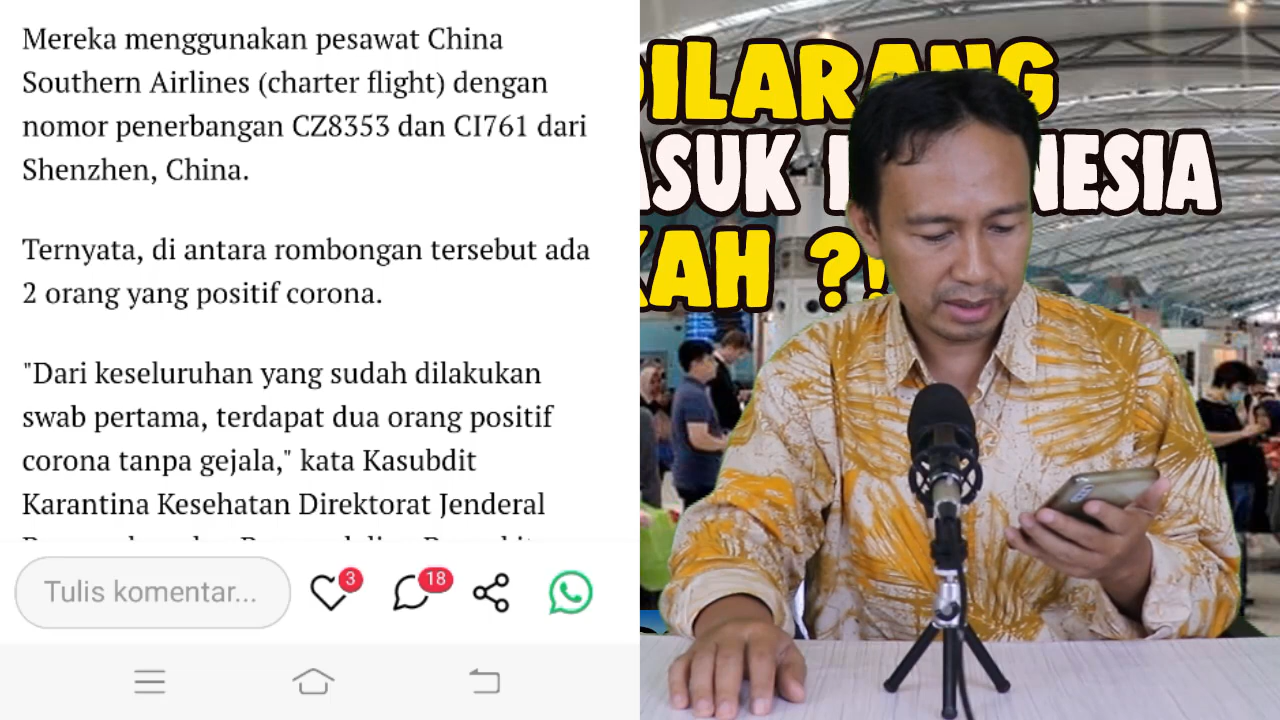 Mereka menggunakan pesawat China
Southern Airlines (charter flight) dengan
nomor penerbangan CZ8353 dan CI761 dari
Shenzhen, China.
Ternyata, di antara rombongan tersebut ada
2 orang yang positif corona.
"Dari keseluruhan yang sudah dilakukan
swab pertama, terdapat dua orang positif
corona tanpa gejala," kata Kasubdit
Karantina Kesehatan Direktorat Jenderal
Tulis komentar...
3
18
DILARANG
ASUK I NESIA
KAH ?!